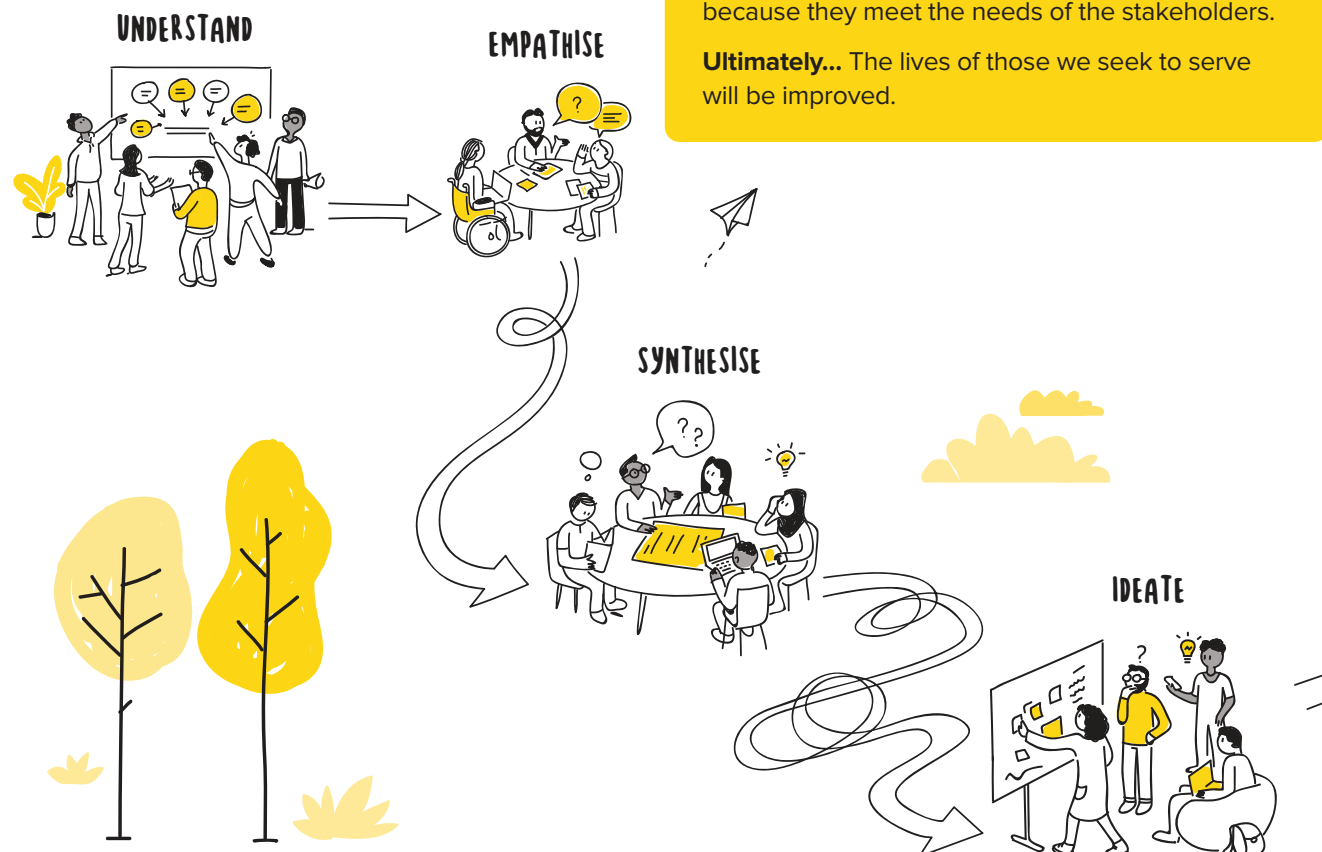 UNDERSTAND
EMPATHISE
because they meet the needs of the stakeholders.
Ultimately... The lives of those we seek to serve
will be improved.
?
SYNTHESISE
??
IDEATE
?